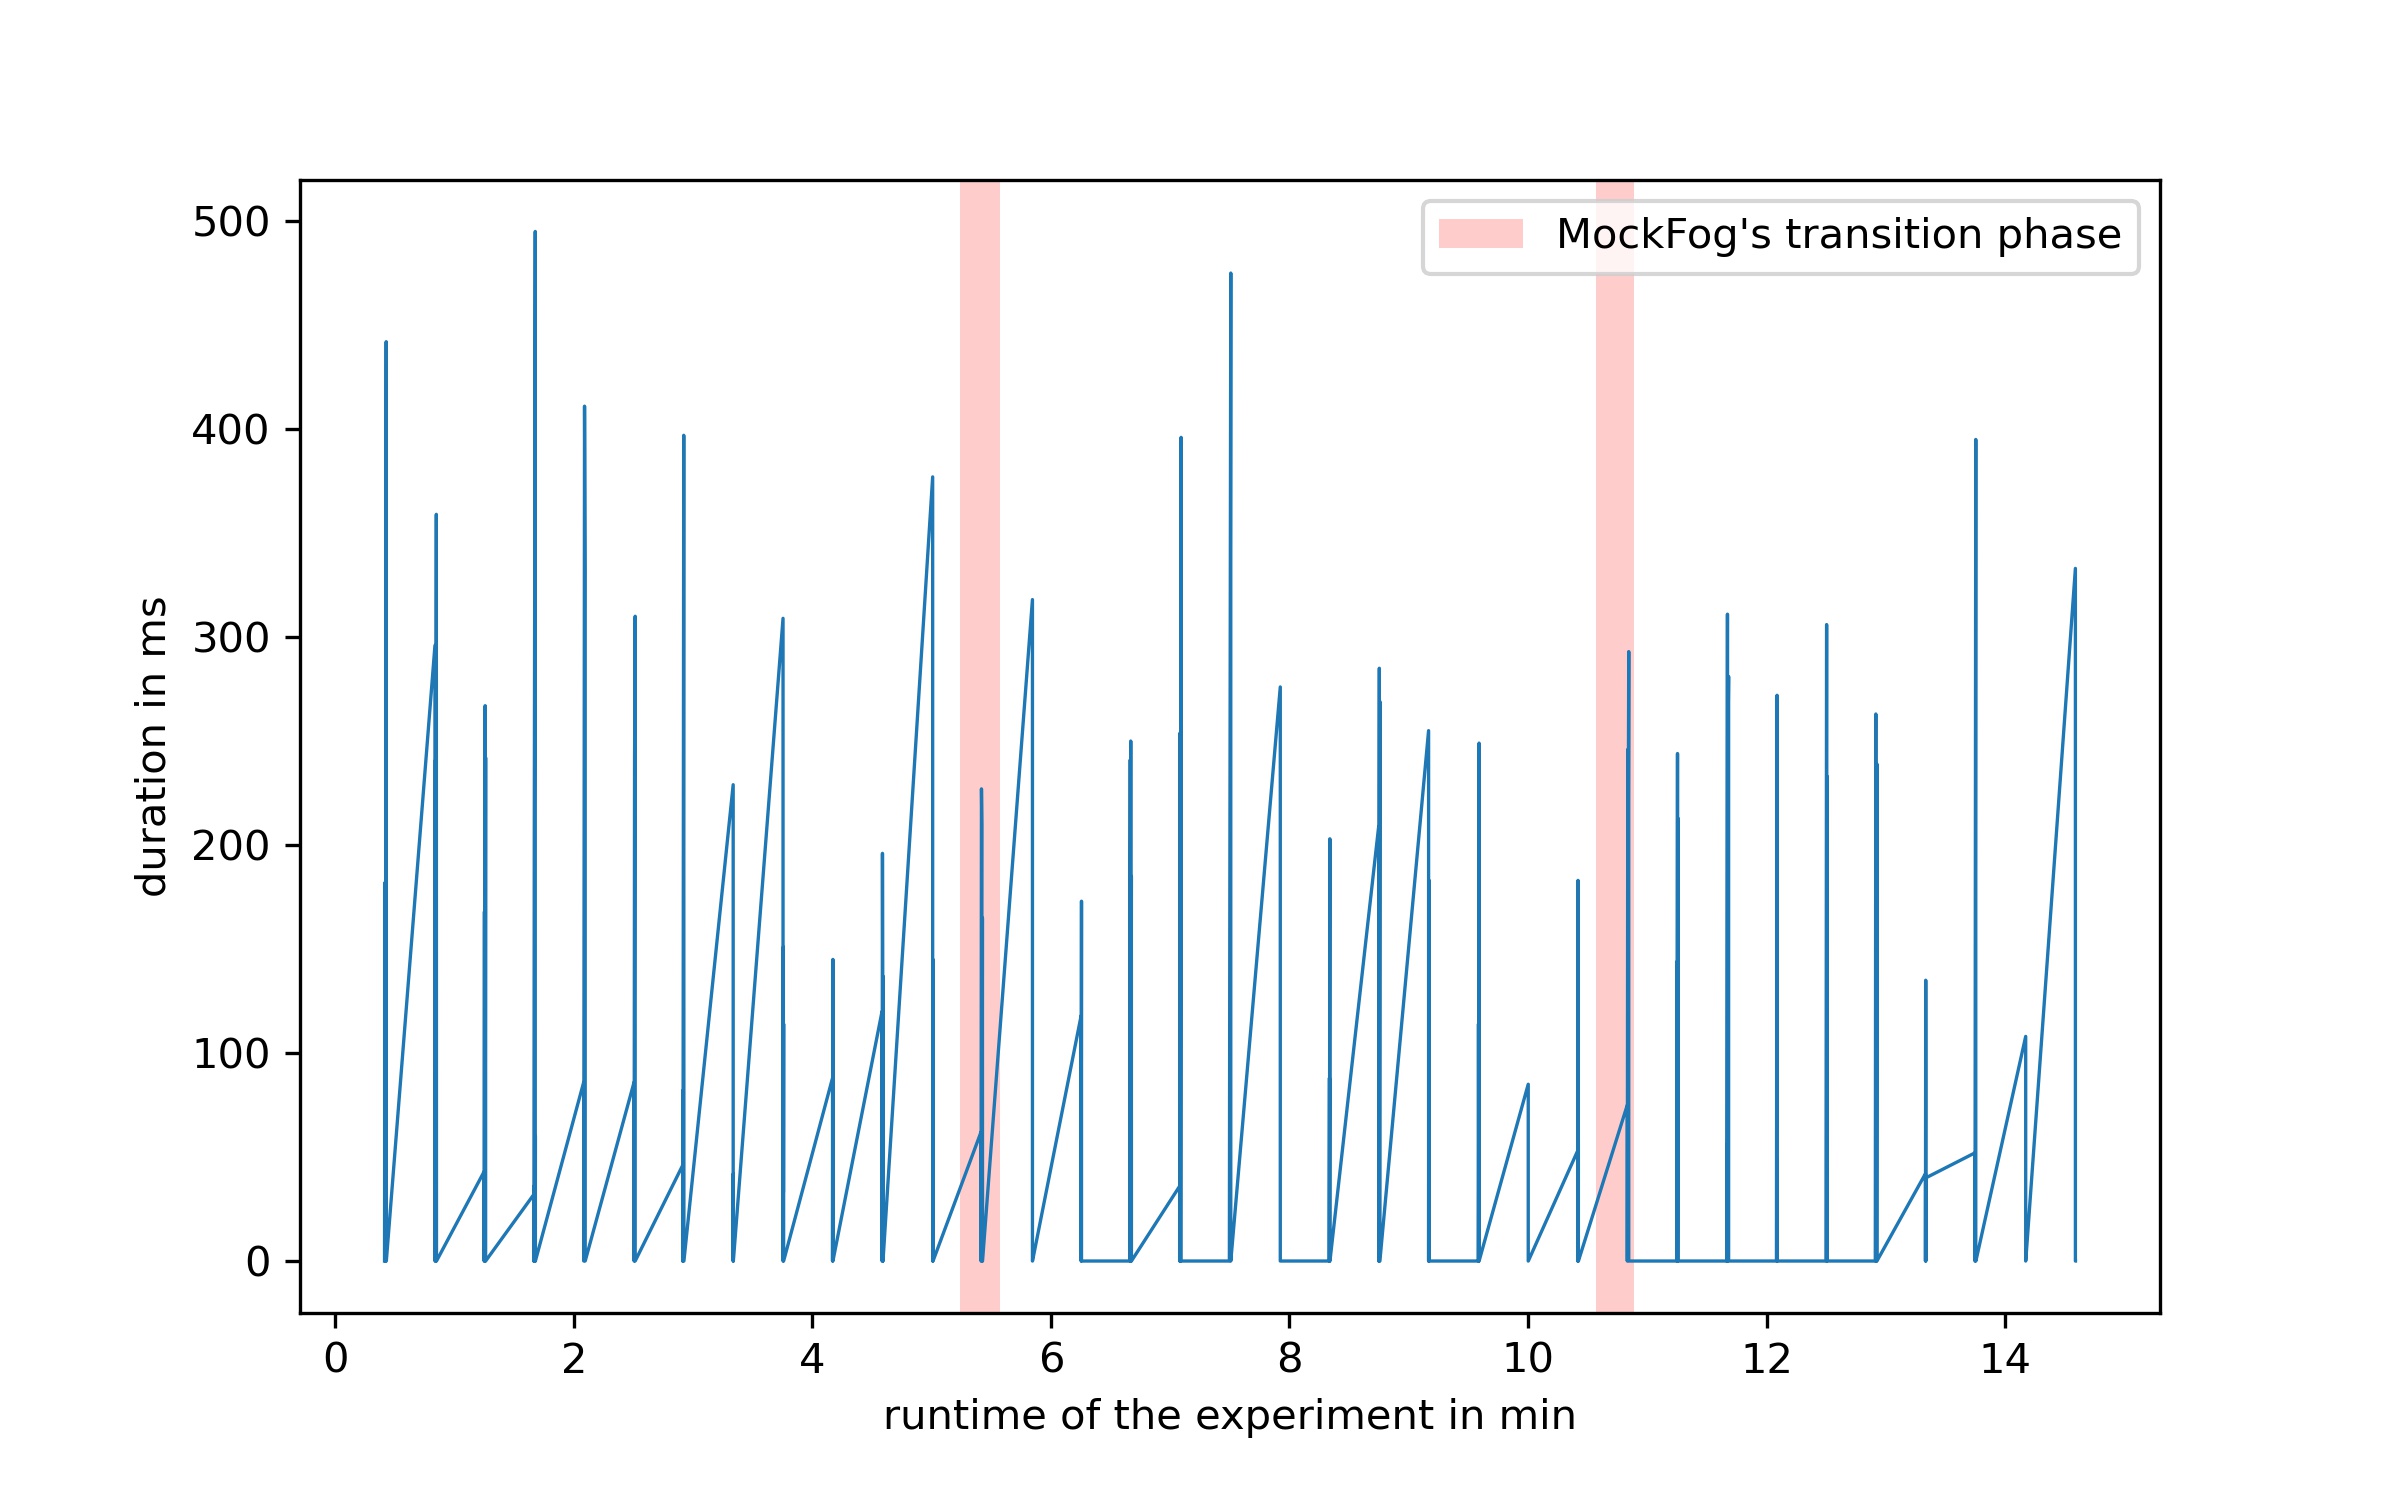 MockFog's transition phase
500
400
300
200
100
0
duration in ms
0 2 4 6 8 10 12 14
runtime of the experiment in min